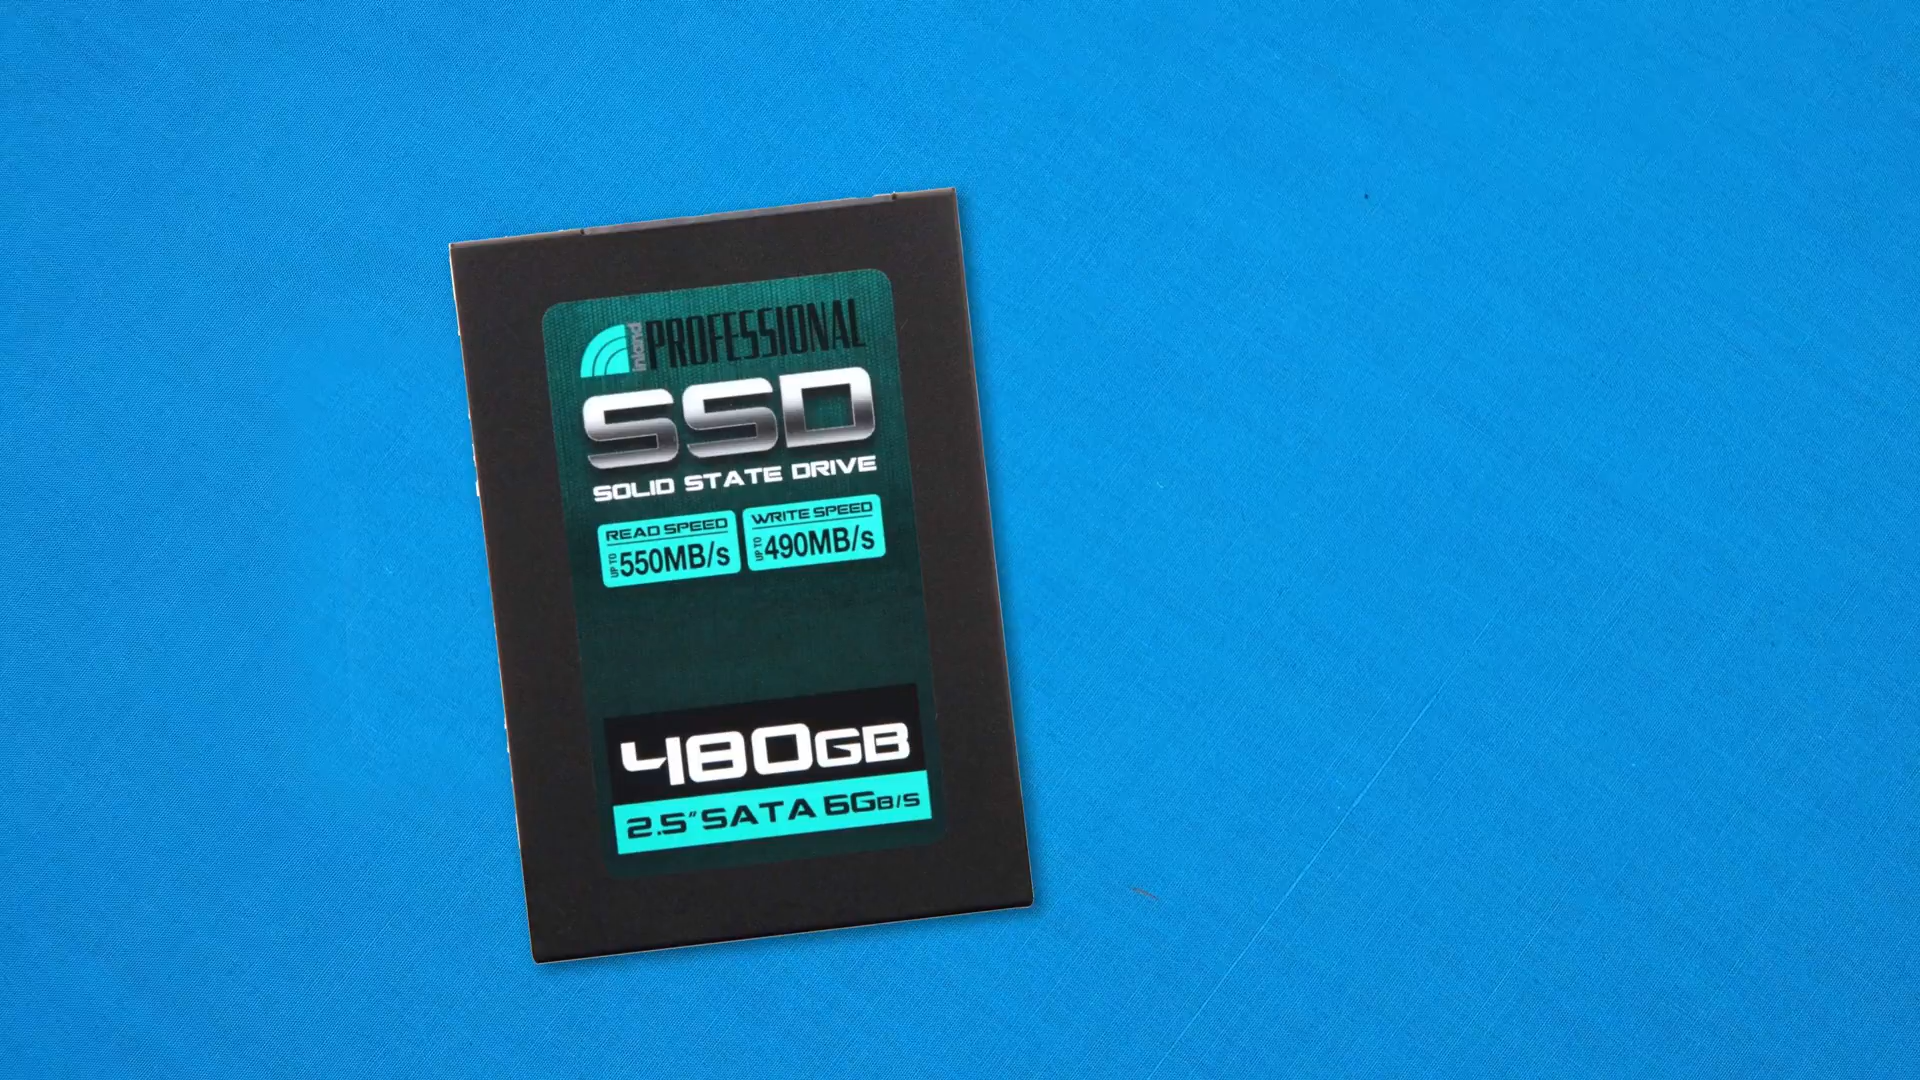 inland PROFESSIONAL
SSD
SOLID STATE DRIVE
READ SPEED
UP TO 550MB/s
WRITE SPEED
UP TO 490MB/s
480GB
2.5" SATA 6GB/S